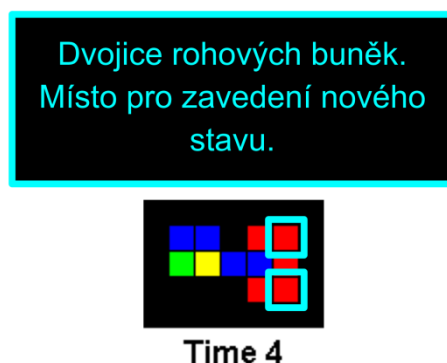 Dvojice rohových buněk.
Místo pro zavedení nového
stavu.
Time 4